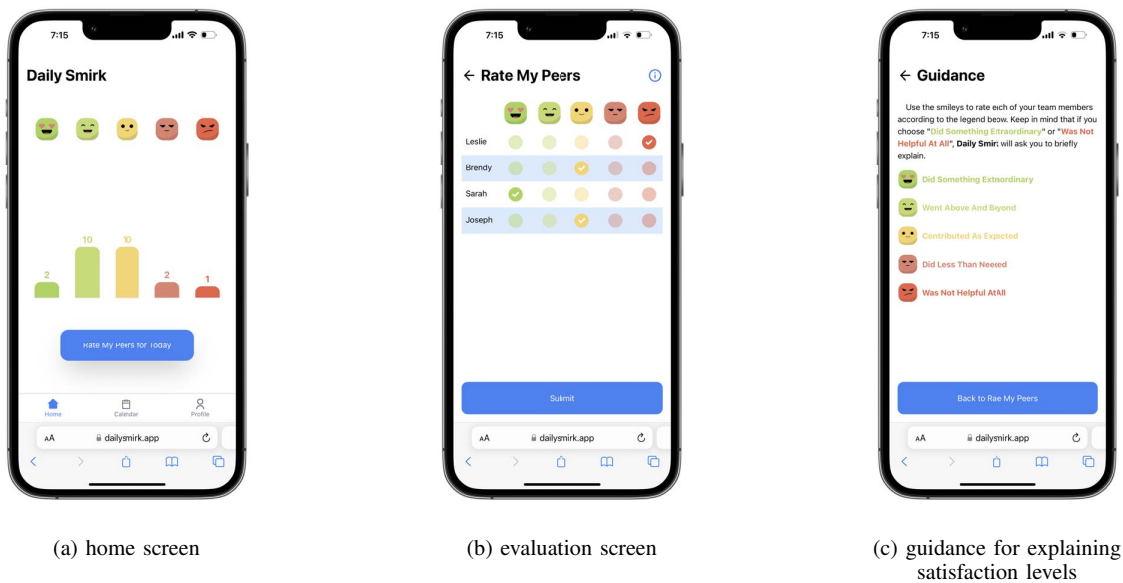 7:15
Daily Smirk
2
10
10
2
1
Rate My Peers for Today
Home
Calendar
Profile
AA
dailysmirk.app
(a) home screen
7:15
← Rate My Peers
Leslie
Brendy
Sarah
Joseph
Submit
AA
dailysmirk.app
(b) evaluation screen
7:15
← Guidance
Use the smileys to rate each of your team members
according to the legend beow. Keep in mind that if you
choose "Did Something Extraordinary" or "Was Not
Helpful At All", Daily Smir: will ask you to briefly
explain.
Did Something Extraordinary
Went Above And Beyond
Contributed As Expected
Did Less Than Needed
Was Not Helpful At All
Back to Rae My Peers
AA
dailysmirk.app
(c) guidance for explaining
satisfaction levels